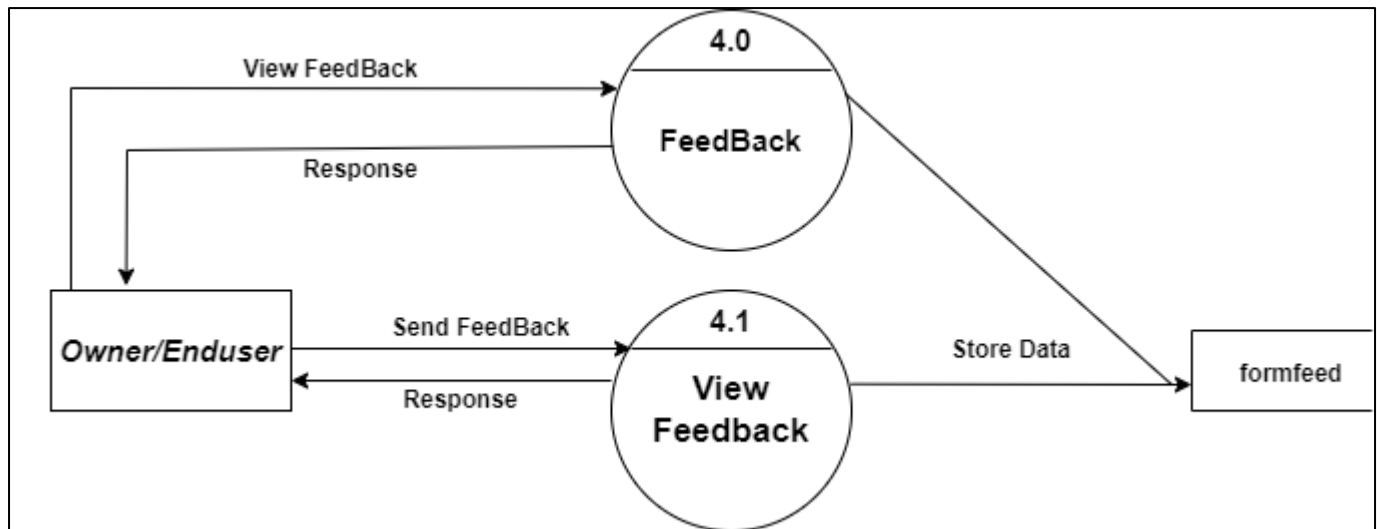 4.0
View FeedBack
FeedBack
Response
4.1
Send FeedBack
Owner/Enduser
Store Data
formfeed
View
Feedback
Response